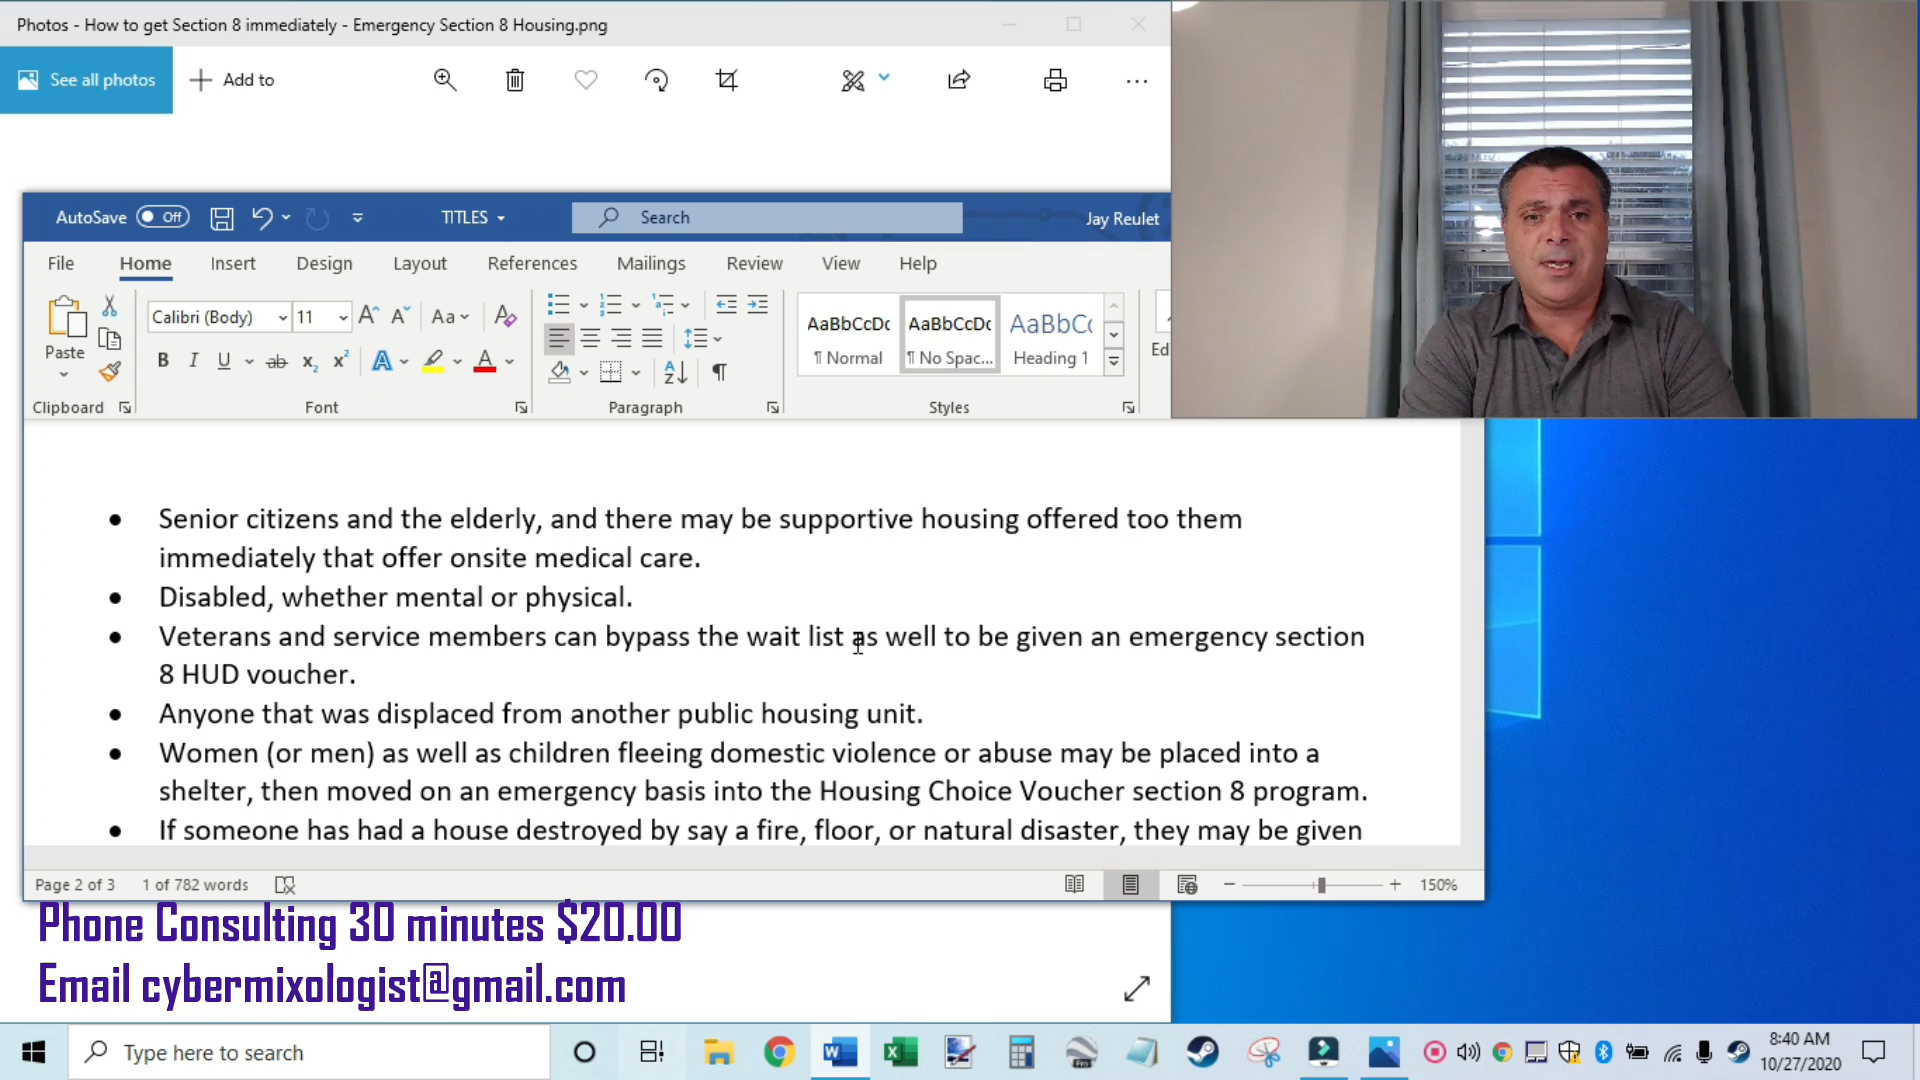 Photos - How to get Section 8 immediately - Emergency Section 8 Housing.png
See all photos
Add to
AutoSave Off
TITLES
Search
Jay Reulet
File Home Insert Design Layout References Mailings Review View Help
Paste
Calibri (Body) 11
Aa
AaBbCcDc AaBbCcDc AaBbCc
¶ Normal ¶ No Spac... Heading 1
Ed
Clipboard Font Paragraph Styles
• Senior citizens and the elderly, and there may be supportive housing offered too them
immediately that offer onsite medical care.
• Disabled, whether mental or physical.
• Veterans and service members can bypass the wait list as well to be given an emergency section
8 HUD voucher.
• Anyone that was displaced from another public housing unit.
• Women (or men) as well as children fleeing domestic violence or abuse may be placed into a
shelter, then moved on an emergency basis into the Housing Choice Voucher section 8 program.
• If someone has had a house destroyed by say a fire, floor, or natural disaster, they may be given
Page 2 of 3 1 of 782 words
150%
Phone Consulting 30 minutes $20.00
Email cybermixologist@gmail.com
Type here to search
8:40 AM
10/27/2020